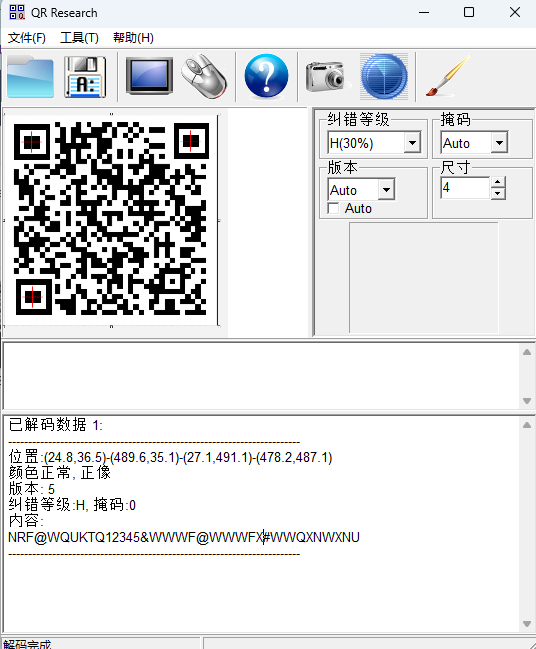 QR Research
文件(F) 工具(T) 帮助(H)
A:
纠错等级 掩码
H(30%) Auto
版本 尺寸
Auto 4
Auto
已解码数据 1:
------------------------------------------------------------------------
位置:(24.8,36.5)-(489.6,35.1)-(27.1,491.1)-(478.2,487.1)
颜色正常, 正像
版本: 5
纠错等级:H, 掩码:0
内容:
NRF@WQUKTQ12345&WWWF@WWWFX#WWQXNWXNU
------------------------------------------------------------------------
解码完成